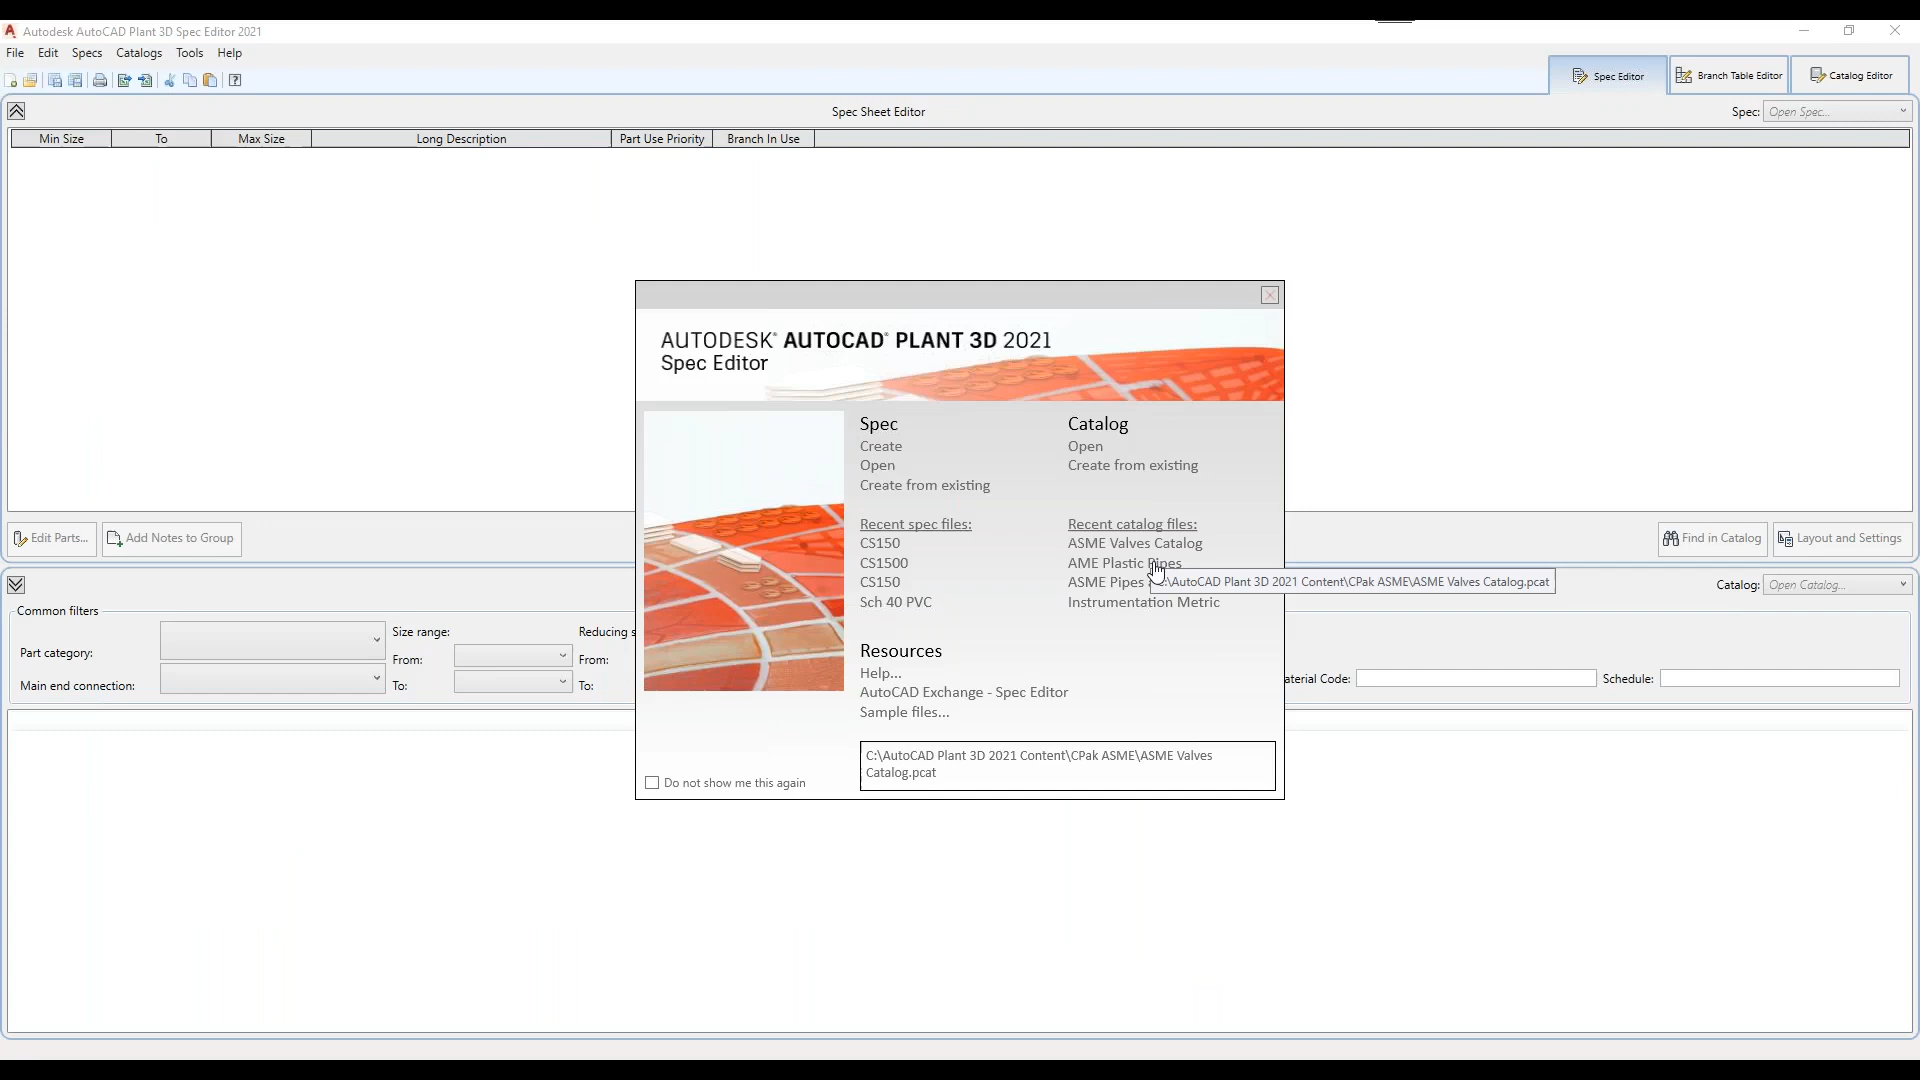 Autodesk AutoCAD Plant 3D Spec Editor 2021
File Edit Specs Catalogs Tools Help
Spec Editor Branch Table Editor Catalog Editor
Spec Sheet Editor Spec: Open Spec...
Min Size To Max Size Long Description Part Use Priority Branch In Use
AUTODESK® AUTOCAD® PLANT 3D 2021
Spec Editor
Spec Catalog
Create Open
Open Create from existing
Create from existing
Recent spec files: Recent catalog files:
CS150 ASME Valves Catalog
CS1500 AME Plastic Pipes
CS150 ASME Pipes :\AutoCAD Plant 3D 2021 Content\CPak ASME\ASME Valves Catalog.pcat
Sch 40 PVC Instrumentation Metric
Edit Parts... Add Notes to Group Find in Catalog Layout and Settings
Catalog: Open Catalog...
Common filters
Part category: Size range: From: Reducing s From:
Main end connection: To: To: aterial Code: Schedule:
Resources
Help...
AutoCAD Exchange - Spec Editor
Sample files...
C:\AutoCAD Plant 3D 2021 Content\CPak ASME\ASME Valves
Catalog.pcat
Do not show me this again